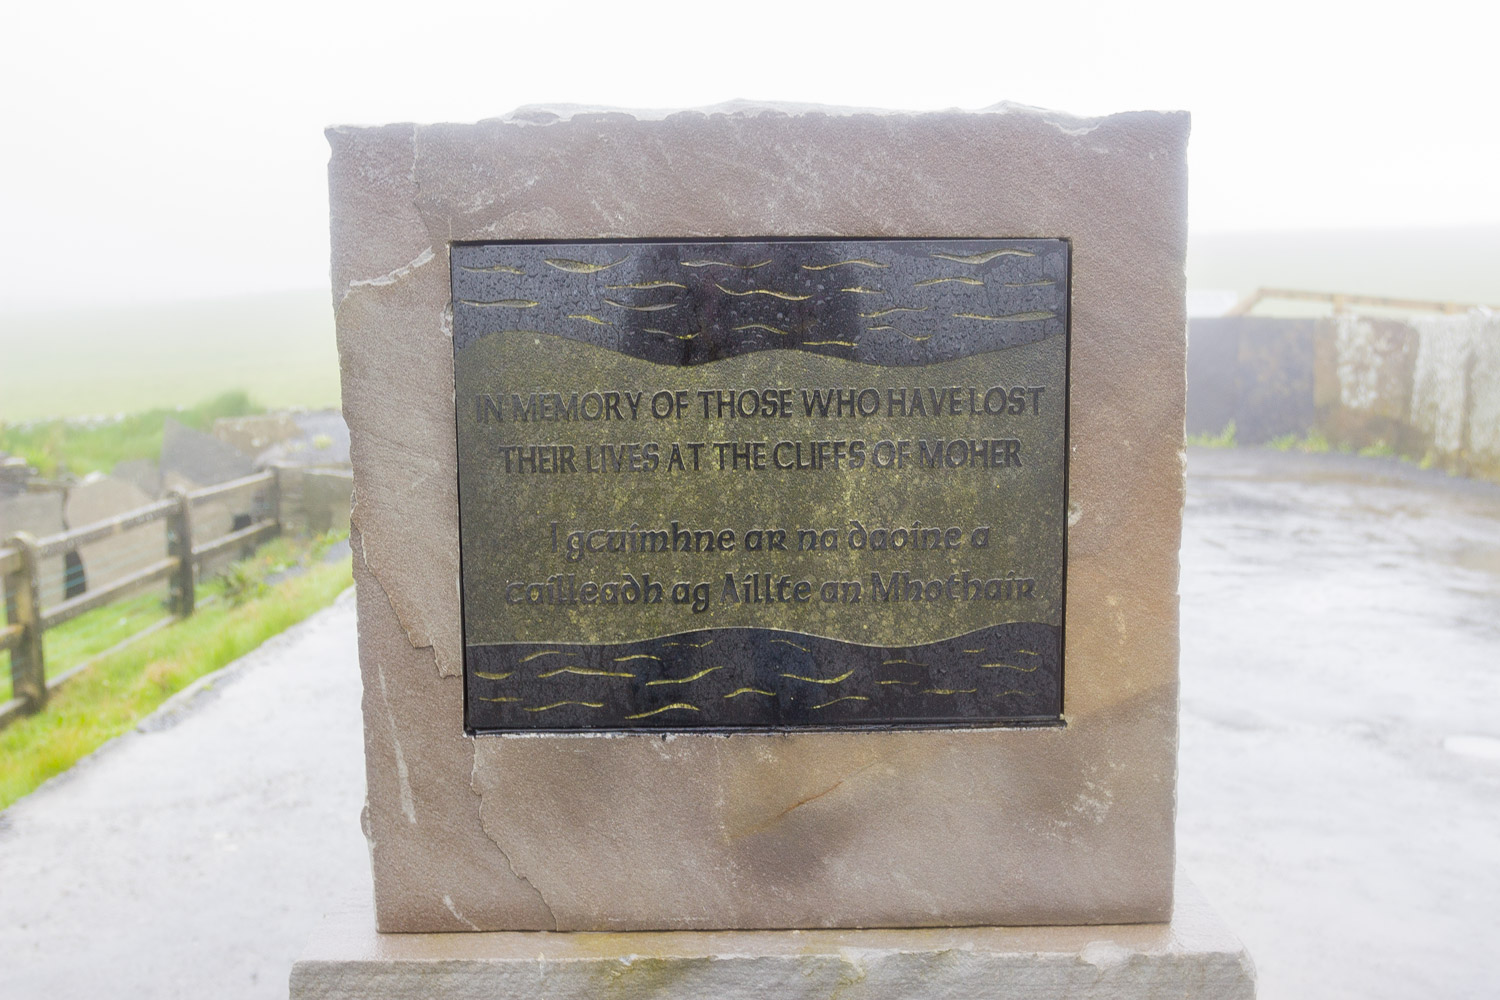 IN MEMORY OF THOSE WHO HAVE LOST
THEIR LIVES AT THE CLIFFS OF MOHER
I gcuimhne ar na daoine a
cailleadh ag Aillte an Mhothair